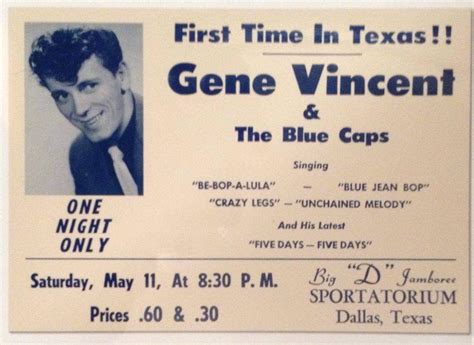 First Time In Texas!!
Gene Vincent
&
The Blue Caps
Singing
"BE-BOP-A-LULA" — "BLUE JEAN BOP"
"CRAZY LEGS" — "UNCHAINED MELODY"
And His Latest
"FIVE DAYS — FIVE DAYS"
ONE
NIGHT
ONLY
Saturday, May 11, At 8:30 P. M.
Prices .60 & .30
Big "D" Jamboree
SPORTATORIUM
Dallas, Texas